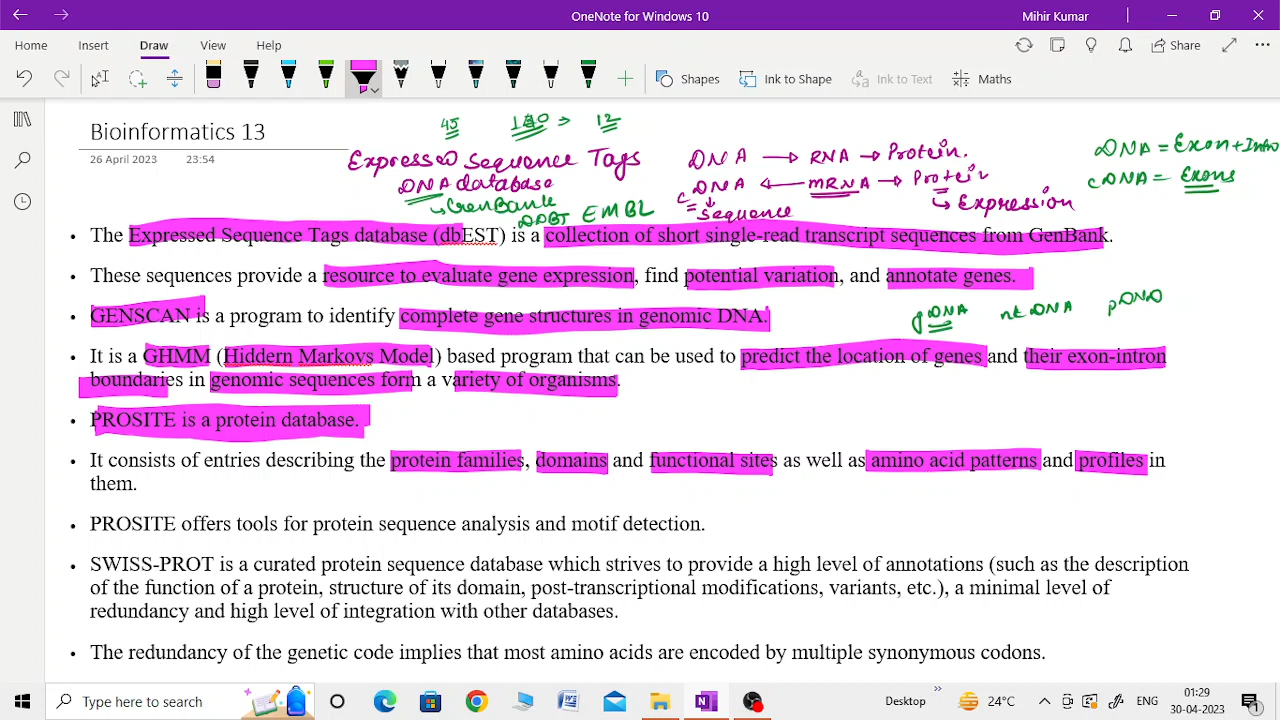 OneNote for Windows 10
Mihir Kumar
Home Insert Draw View Help
Share
Shapes Ink to Shape Ink to Text Maths
Bioinformatics 13
26 April 2023 23:54
45 140 => 12
Expressed Sequence Tags
DNA database
GenBank
DDBJ EMBL
DNA → RNA → Protein.
cDNA ← mRNA → Protein
sequence
Expression
DNA = Exon + Intro
cDNA = Exons
• The Expressed Sequence Tags database (dbEST) is a collection of short single-read transcript sequences from GenBank.
• These sequences provide a resource to evaluate gene expression, find potential variation, and annotate genes.
• GENSCAN is a program to identify complete gene structures in genomic DNA.
gDNA mtDNA pDNA
• It is a GHMM (Hiddern Markovs Model) based program that can be used to predict the location of genes and their exon-intron
boundaries in genomic sequences form a variety of organisms.
• PROSITE is a protein database.
• It consists of entries describing the protein families, domains and functional sites as well as amino acid patterns and profiles in
them.
• PROSITE offers tools for protein sequence analysis and motif detection.
• SWISS-PROT is a curated protein sequence database which strives to provide a high level of annotations (such as the description
of the function of a protein, structure of its domain, post-transcriptional modifications, variants, etc.), a minimal level of
redundancy and high level of integration with other databases.
• The redundancy of the genetic code implies that most amino acids are encoded by multiple synonymous codons.
Type here to search
Desktop
24°C
ENG
01:29
30-04-2023
1